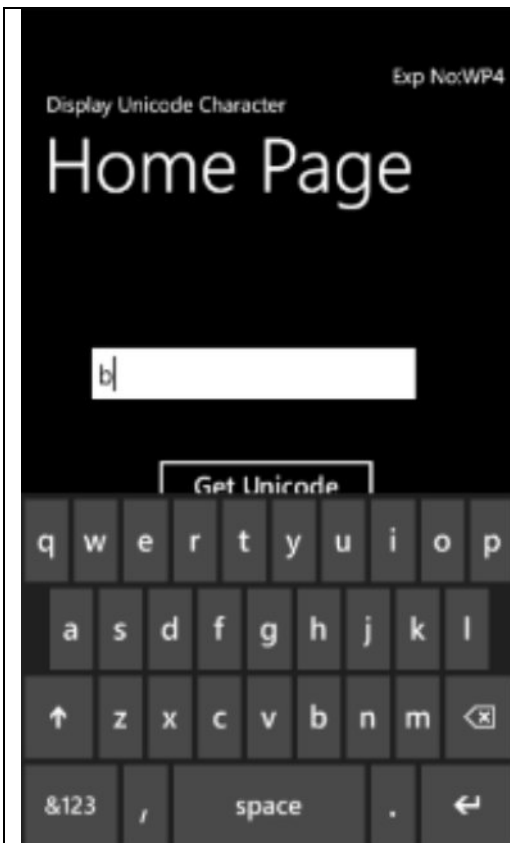 Exp No:WP4
Display Unicode Character
Home Page
b
Get Unicode
q w e r t y u i o p
a s d f g h j k l
z x c v b n m
&123 , space .